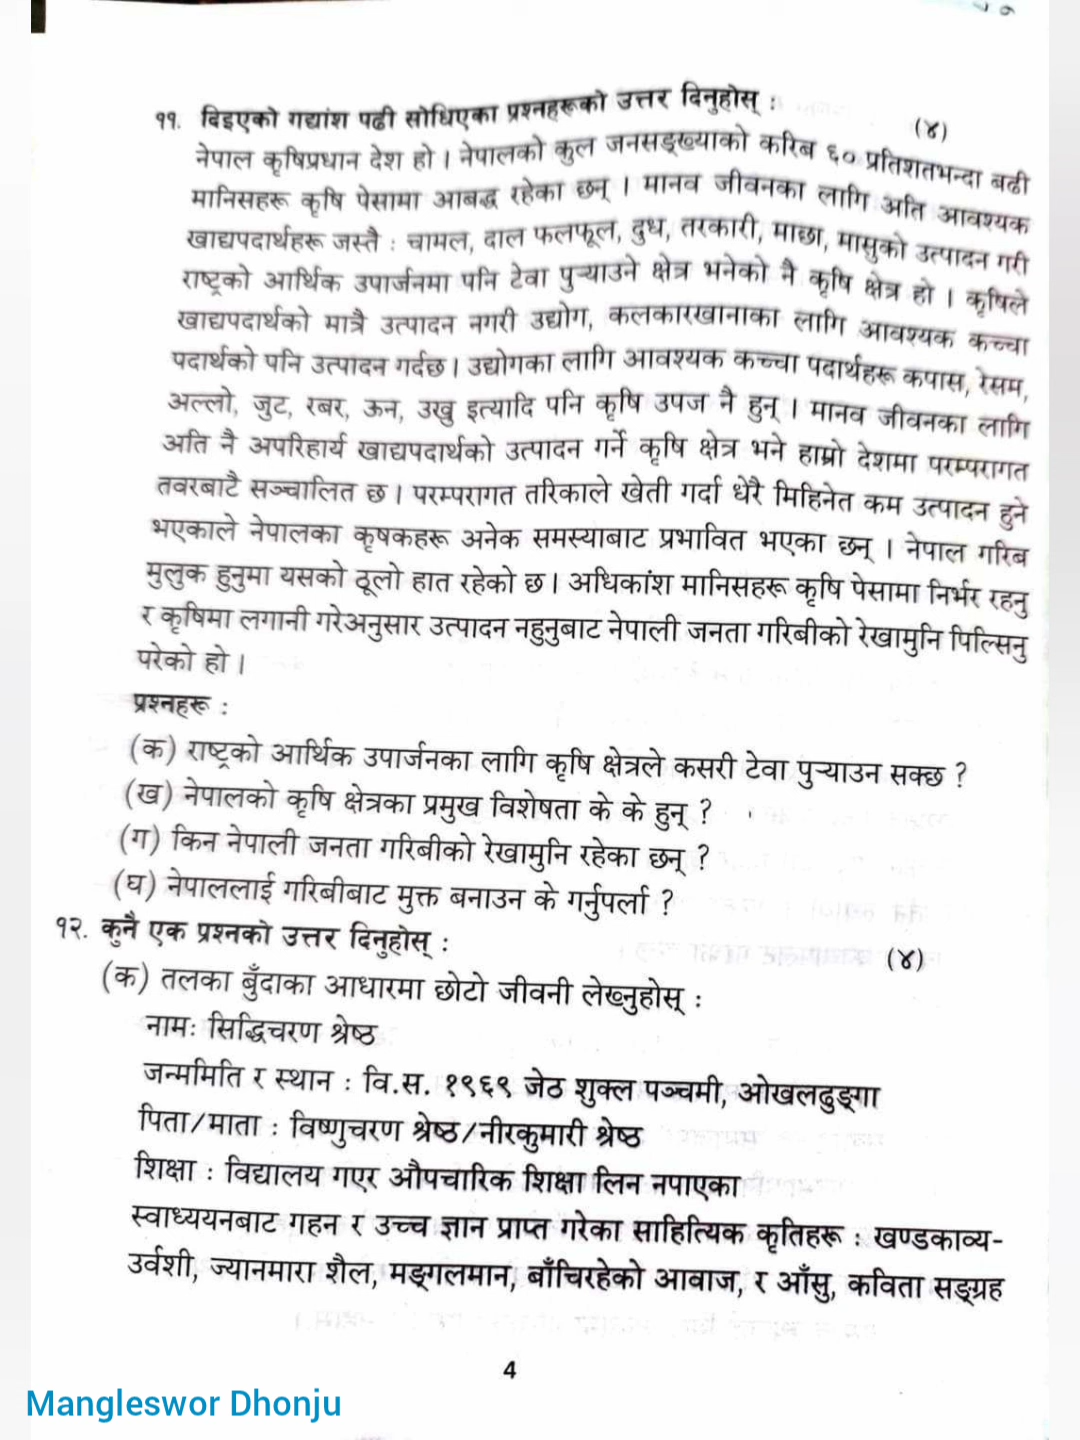 ११. दिइएको गद्यांश पढी सोधिएका प्रश्नहरूको उत्तर दिनुहोस् :
(४)
नेपाल कृषिप्रधान देश हो । नेपालको कुल जनसङ्ख्याको करिब ६० प्रतिशतभन्दा बढी
मानिसहरू कृषि पेसामा आबद्ध रहेका छन् । मानव जीवनका लागि अति आवश्यक
खाद्यपदार्थहरू जस्तै : चामल, दाल फलफूल, दुध, तरकारी, माछा, मासुको उत्पादन गरी
राष्ट्रको आर्थिक उपार्जनमा पनि टेवा पुऱ्याउने क्षेत्र भनेको नै कृषि क्षेत्र हो । कृषिले
खाद्यपदार्थको मात्रै उत्पादन नगरी उद्योग, कलकारखानाका लागि आवश्यक कच्चा
पदार्थको पनि उत्पादन गर्दछ । उद्योगका लागि आवश्यक कच्चा पदार्थहरू कपास, रेसम,
अल्लो, जुट, रबर, ऊन, उखु इत्यादि पनि कृषि उपज नै हुन् । मानव जीवनका लागि
अति नै अपरिहार्य खाद्यपदार्थको उत्पादन गर्ने कृषि क्षेत्र भने हाम्रो देशमा परम्परागत
तवरबाटै सञ्चालित छ । परम्परागत तरिकाले खेती गर्दा धेरै मिहिनेत कम उत्पादन हुने
भएकाले नेपालका कृषकहरू अनेक समस्याबाट प्रभावित भएका छन् । नेपाल गरिब
मुलुक हुनुमा यसको ठूलो हात रहेको छ । अधिकांश मानिसहरू कृषि पेसामा निर्भर रहनु
र कृषिमा लगानी गरेअनुसार उत्पादन नहुनुबाट नेपाली जनता गरिबीको रेखामुनि पिल्सिनु
परेको हो ।
प्रश्नहरू :
(क) राष्ट्रको आर्थिक उपार्जनका लागि कृषि क्षेत्रले कसरी टेवा पुऱ्याउन सक्छ ?
(ख) नेपालको कृषि क्षेत्रका प्रमुख विशेषता के के हुन् ?
(ग) किन नेपाली जनता गरिबीको रेखामुनि रहेका छन् ?
(घ) नेपाललाई गरिबीबाट मुक्त बनाउन के गर्नुपर्ला ?
१२. कुनै एक प्रश्नको उत्तर दिनुहोस् :
(४)
(क) तलका बुँदाका आधारमा छोटो जीवनी लेख्नुहोस् :
नामः सिद्धिचरण श्रेष्ठ
जन्ममिति र स्थान : वि.स. १९६९ जेठ शुक्ल पञ्चमी, ओखलढुङ्गा
पिता/माता : विष्णुचरण श्रेष्ठ/नीरकुमारी श्रेष्ठ
शिक्षा : विद्यालय गएर औपचारिक शिक्षा लिन नपाएका
स्वाध्ययनबाट गहन र उच्च ज्ञान प्राप्त गरेका साहित्यिक कृतिहरू : खण्डकाव्य-
उर्वशी, ज्यानमारा शैल, मङ्गलमान, बाँचिरहेको आवाज, र आँसु, कविता सङ्ग्रह
4
Mangleswor Dhonju